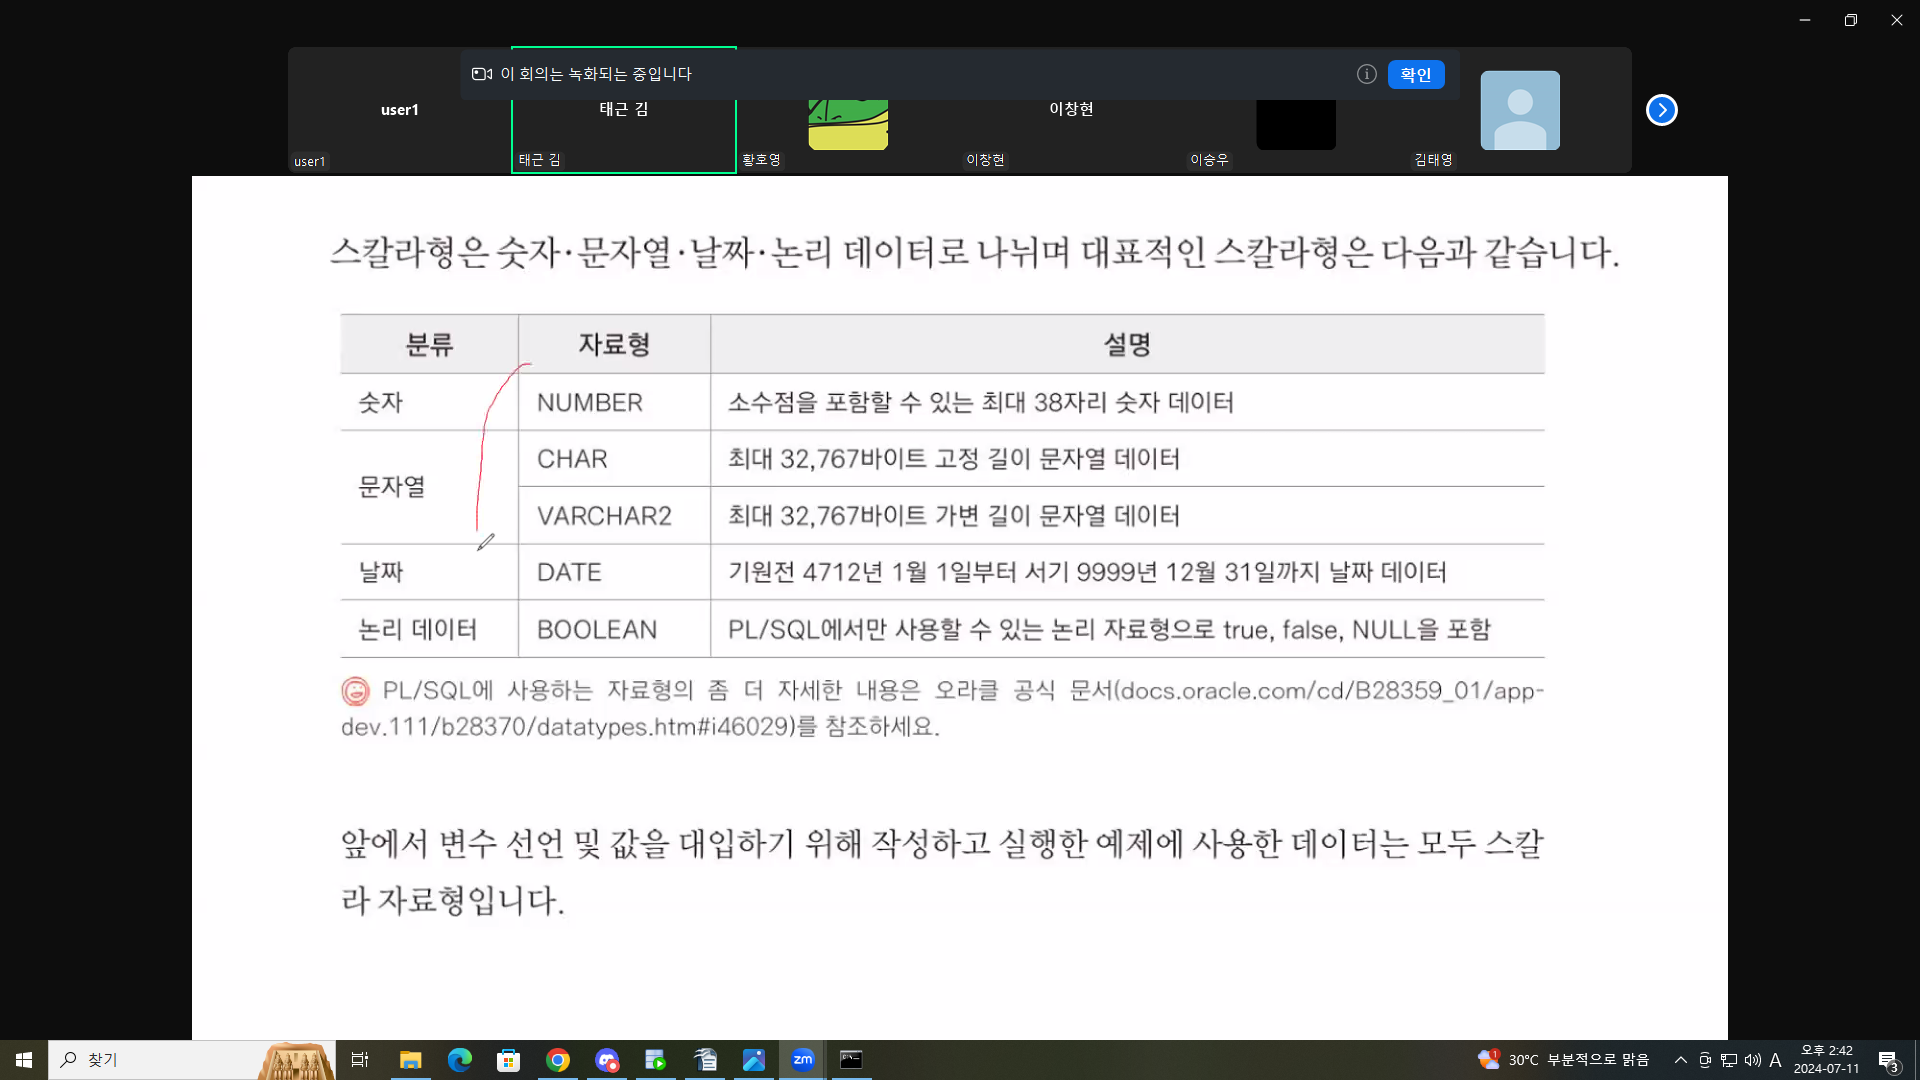 이 회의는 녹화되는 중입니다
확인
user1
태근 김
이창현
user1
태근 김
황호영
이창현
이승우
김태영
스칼라형은 숫자·문자열·날짜·논리 데이터로 나뉘며 대표적인 스칼라형은 다음과 같습니다.
분류 자료형 설명
숫자 NUMBER 소수점을 포함할 수 있는 최대 38자리 숫자 데이터
문자열 CHAR 최대 32,767바이트 고정 길이 문자열 데이터
VARCHAR2 최대 32,767바이트 가변 길이 문자열 데이터
날짜 DATE 기원전 4712년 1월 1일부터 서기 9999년 12월 31일까지 날짜 데이터
논리 데이터 BOOLEAN PL/SQL에서만 사용할 수 있는 논리 자료형으로 true, false, NULL을 포함
PL/SQL에 사용하는 자료형의 좀 더 자세한 내용은 오라클 공식 문서(docs.oracle.com/cd/B28359_01/app-
dev.111/b28370/datatypes.htm#i46029)를 참조하세요.
앞에서 변수 선언 및 값을 대입하기 위해 작성하고 실행한 예제에 사용한 데이터는 모두 스칼
라 자료형입니다.
찾기
zm
1
30°C 부분적으로 맑음
A
오후 2:42
2024-07-11
3